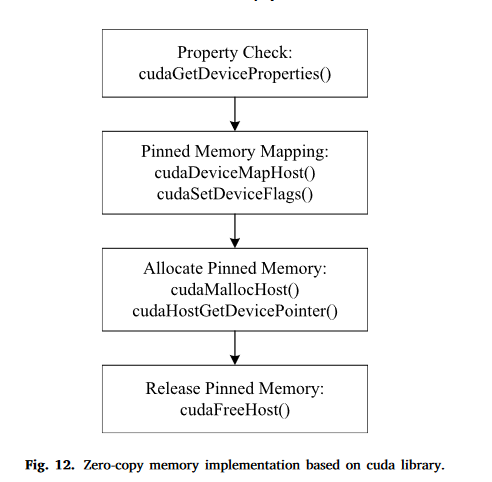 Property Check:
cudaGetDeviceProperties()
Pinned Memory Mapping:
cudaDeviceMapHost()
cudaSetDeviceFlags()
Allocate Pinned Memory:
cudaMallocHost()
cudaHostGetDevicePointer()
Release Pinned Memory:
cudaFreeHost()
Fig. 12. Zero-copy memory implementation based on cuda library.